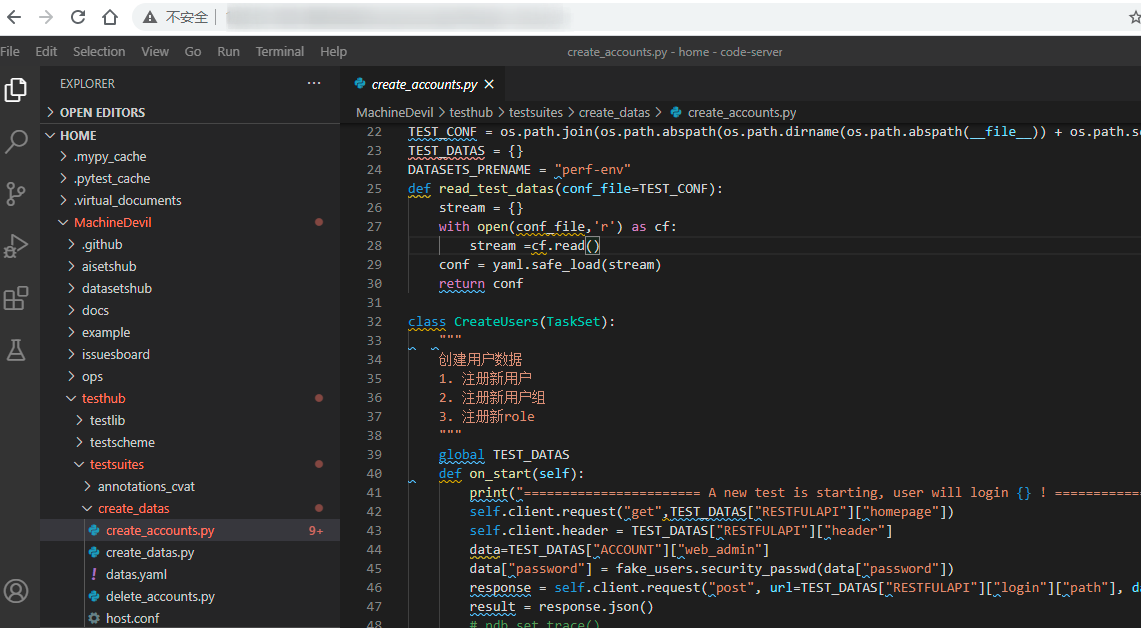 不安全
File Edit Selection View Go Run Terminal Help
create_accounts.py - home - code-server
EXPLORER
OPEN EDITORS
HOME
.mypy_cache
.pytest_cache
.virtual_documents
MachineDevil
.github
aisetshub
datasetshub
docs
example
issuesboard
ops
testhub
testlib
testscheme
testsuites
annotations_cvat
create_datas
create_accounts.py 9+
create_datas.py
! datas.yaml
delete_accounts.py
host.conf
create_accounts.py
MachineDevil > testhub > testsuites > create_datas > create_accounts.py
22 TEST_CONF = os.path.join(os.path.abspath(os.path.dirname(os.path.abspath(__file__)) + os.path.s
23 TEST_DATAS = {}
24 DATASETS_PRENAME = "perf-env"
25 def read_test_datas(conf_file=TEST_CONF):
26 stream = {}
27 with open(conf_file,'r') as cf:
28 stream =cf.read()
29 conf = yaml.safe_load(stream)
30 return conf
31
32 class CreateUsers(TaskSet):
33 """
34 创建用户数据
35 1. 注册新用户
36 2. 注册新用户组
37 3. 注册新role
38 """
39 global TEST_DATAS
40 def on_start(self):
41 print("======================= A new test is starting, user will login {} ! ===========
42 self.client.request("get",TEST_DATAS["RESTFULAPI"]["homepage"])
43 self.client.header = TEST_DATAS["RESTFULAPI"]["header"]
44 data=TEST_DATAS["ACCOUNT"]["web_admin"]
45 data["password"] = fake_users.security_passwd(data["password"])
46 response = self.client.request("post", url=TEST_DATAS["RESTFULAPI"]["login"]["path"], da
47 result = response.json()
48 # pdb.set_trace()